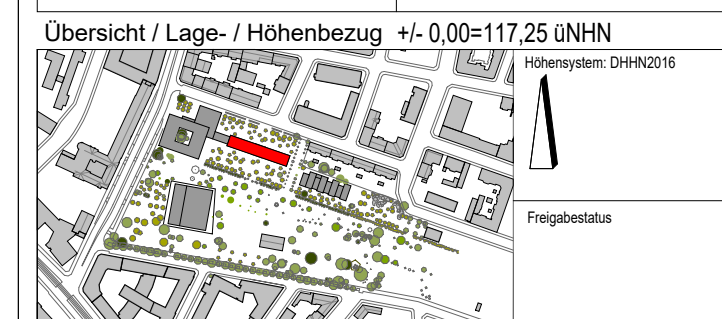 Übersicht / Lage- / Höhenbezug +/- 0,00=117,25 üNHN
Höhensystem: DHHN2016
Freigabestatus